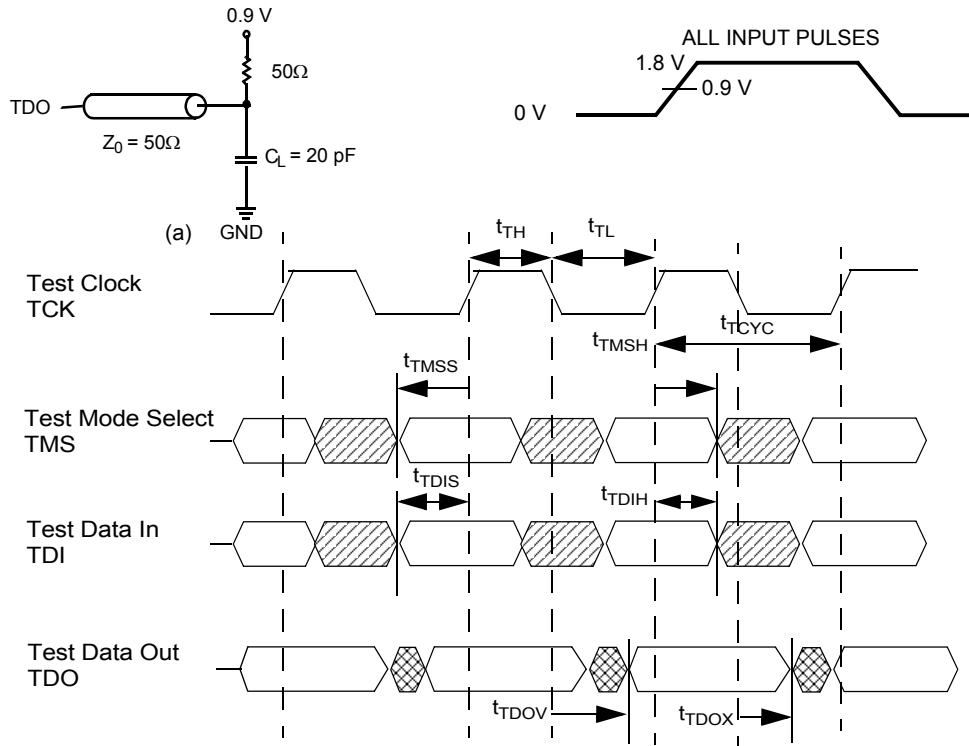 0.9 V
50Ω
TDO
Z0 = 50Ω
CL = 20 pF
(a)
GND
ALL INPUT PULSES
1.8 V
0.9 V
0 V
tTH
tTL
Test Clock
TCK
tTCYC
tTMSH
tTMSS
Test Mode Select
TMS
tTDIS
tTDIH
Test Data In
TDI
Test Data Out
TDO
tTDOV
tTDOX